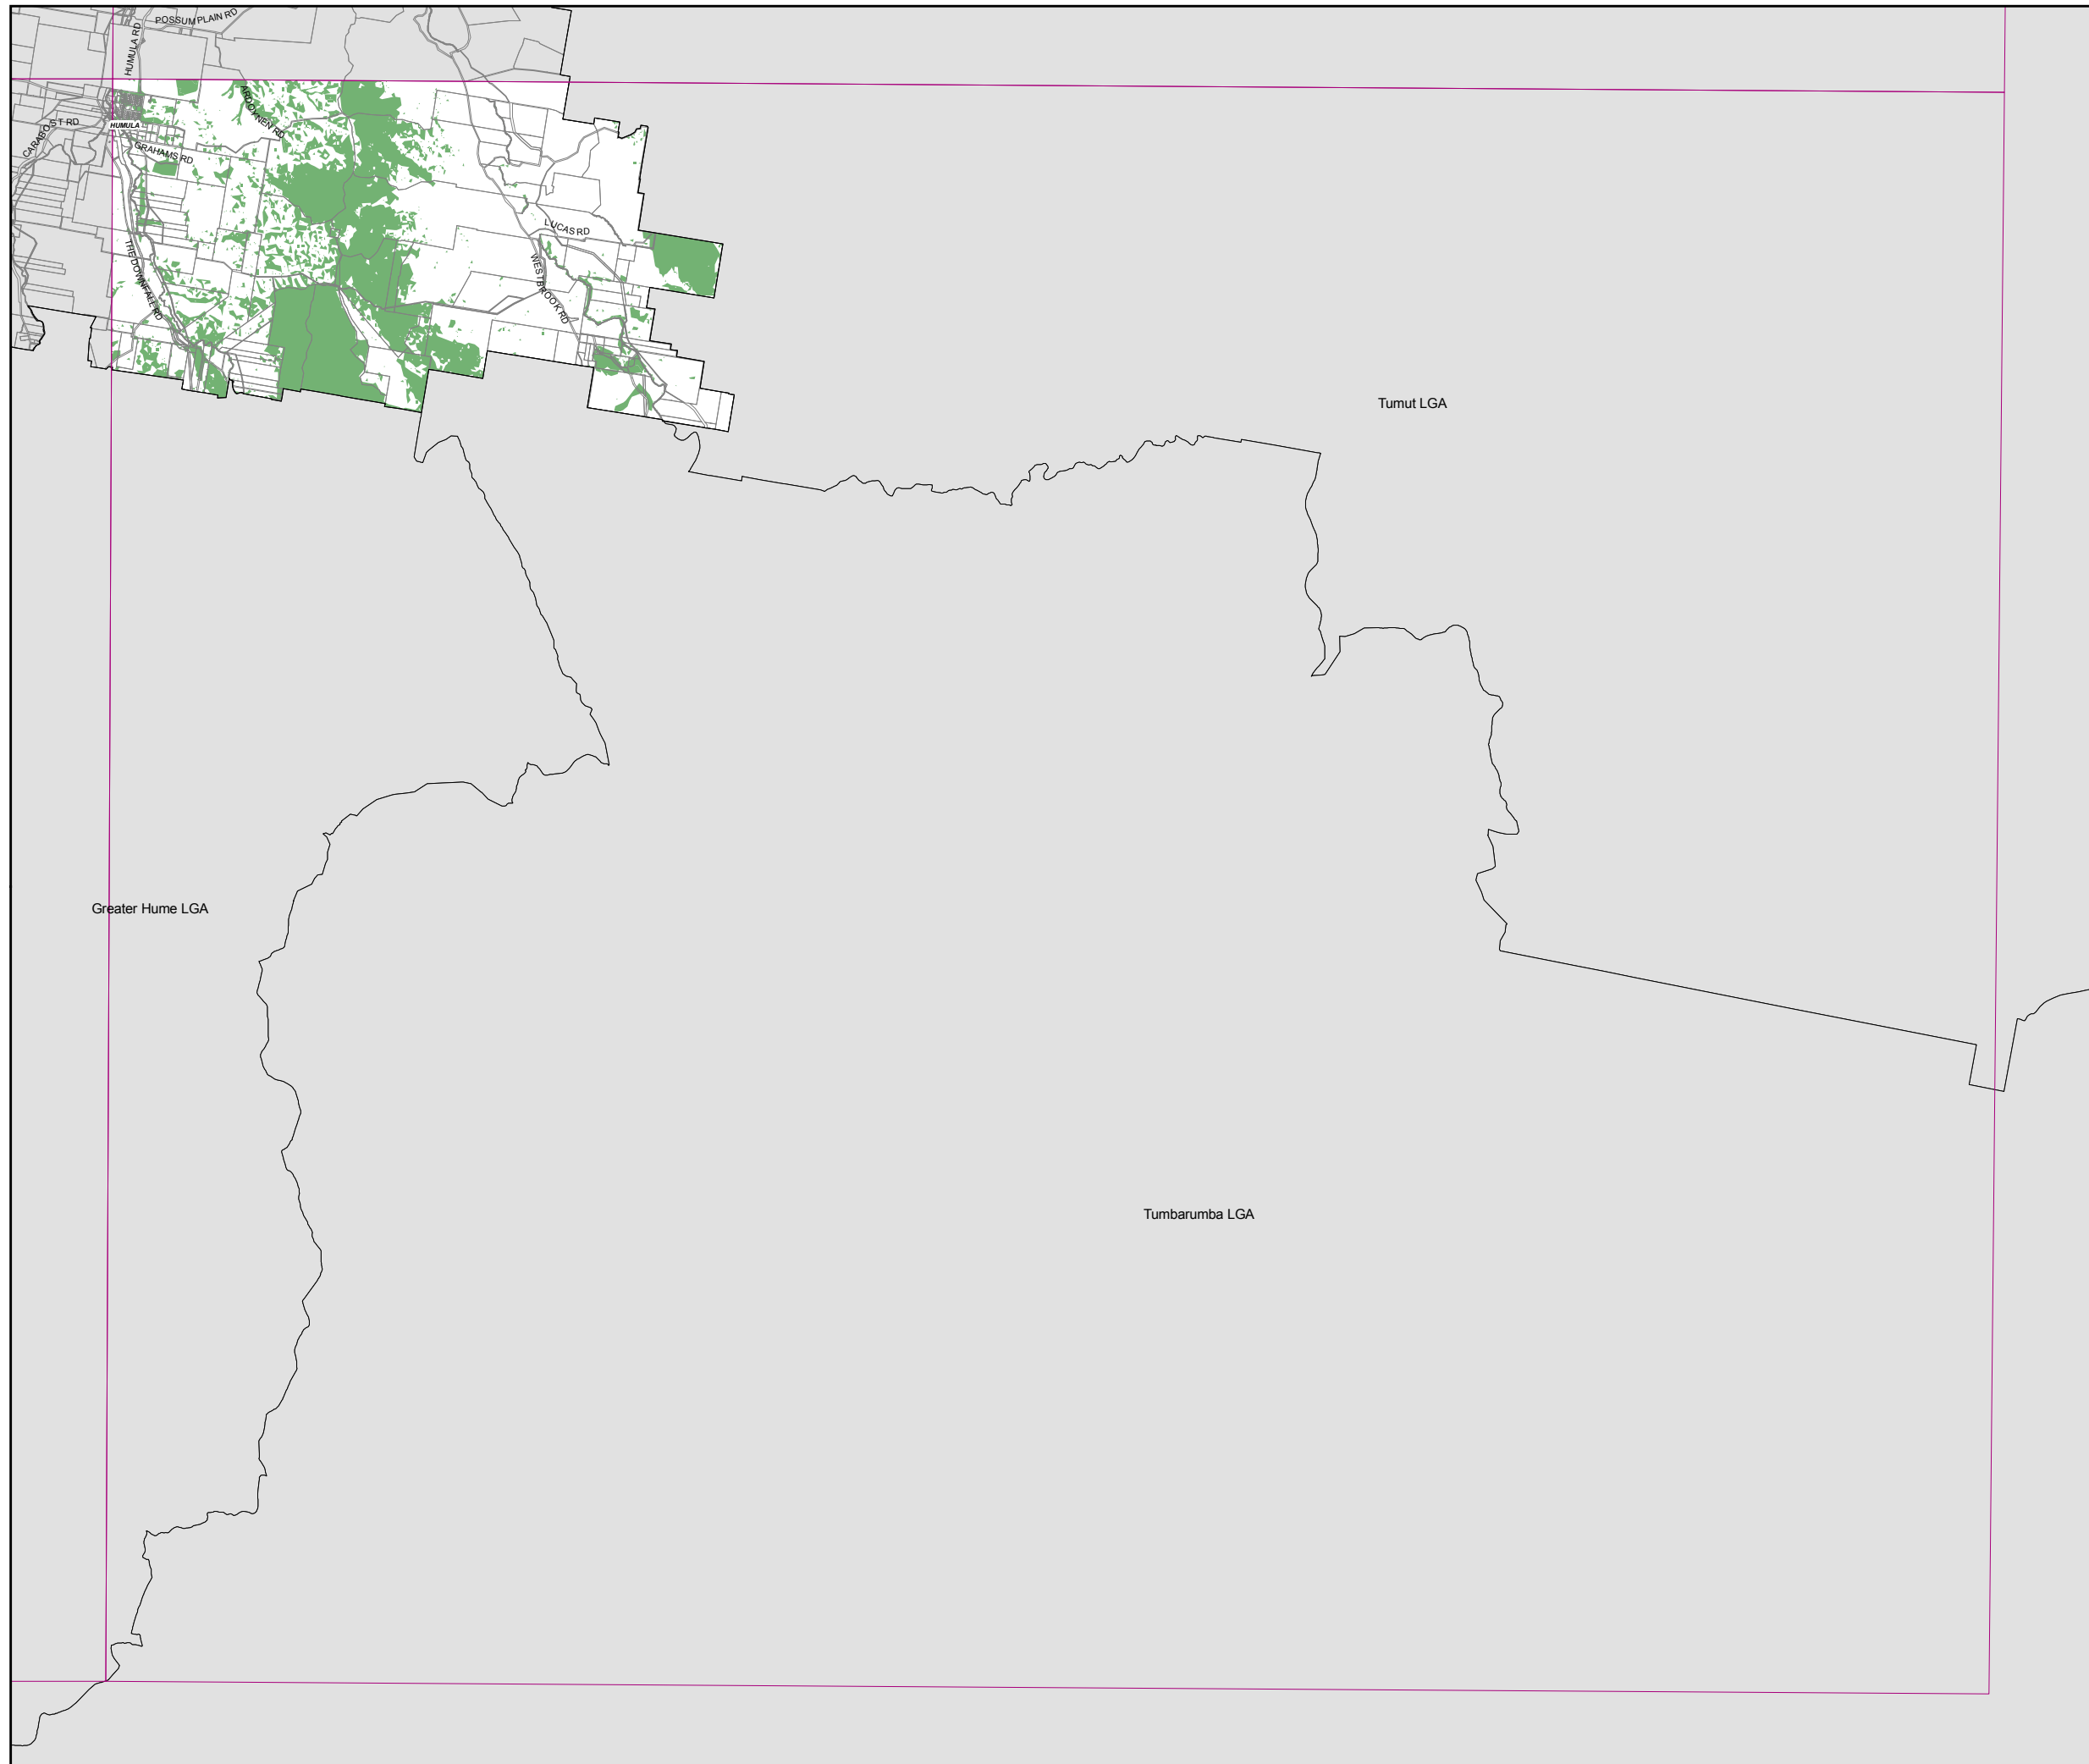 POSSUM PLAIN RD
HUMULA RD
ARDOWNEN RD
CARABOST RD
HUMULA
GRAHAMS RD
LUCAS RD
THE DOWNFALL RD
WESTBROOK RD
Tumut LGA
Greater Hume LGA
Tumbarumba LGA